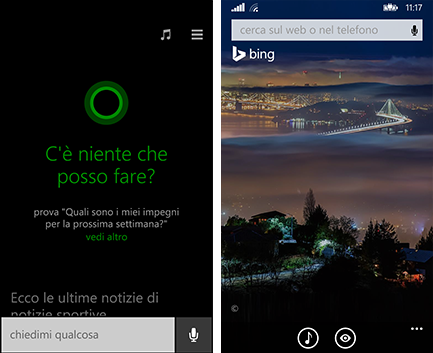 C'è niente che
posso fare?
prova "Quali sono i miei impegni
per la prossima settimana?"
vedi altro
Ecco le ultime notizie di
notizie sportive
chiedimi qualcosa
11:17
cerca sul web o nel telefono
bing
©